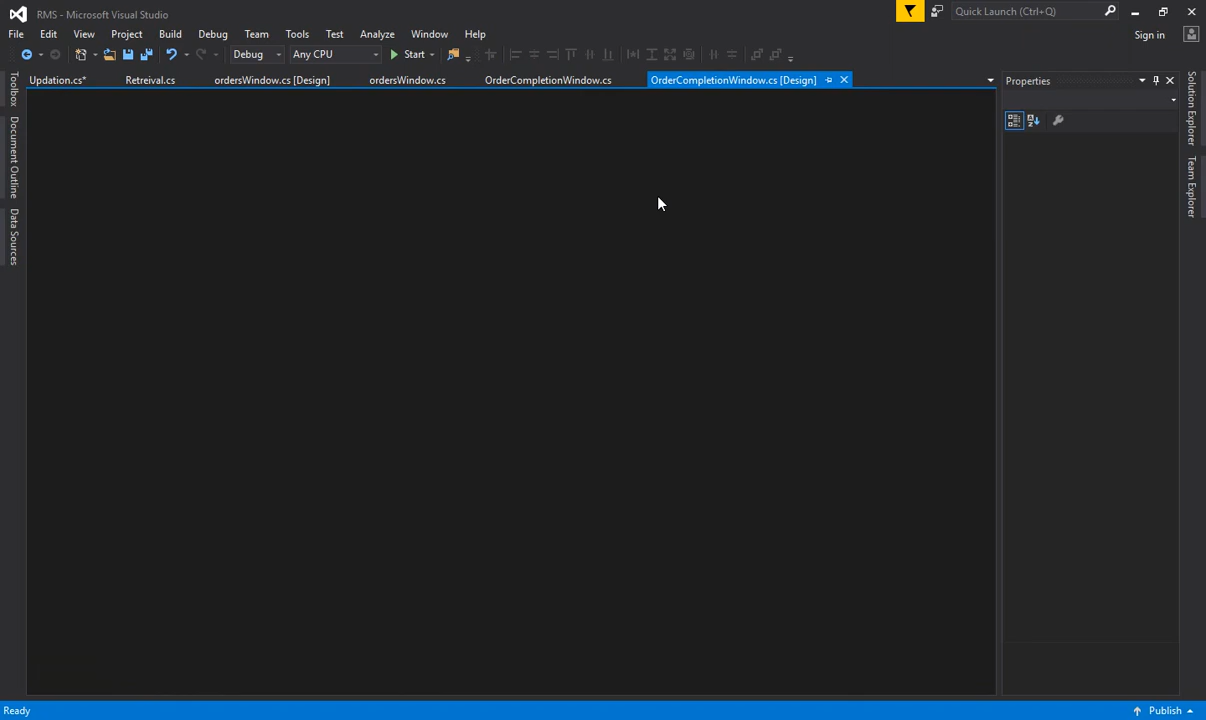 RMS - Microsoft Visual Studio
Quick Launch (Ctrl+Q)
File Edit View Project Build Debug Team Tools Test Analyze Window Help
Sign in
Debug Any CPU Start
Updation.cs* Retreival.cs ordersWindow.cs [Design] ordersWindow.cs OrderCompletionWindow.cs OrderCompletionWindow.cs [Design]
Properties
Toolbox
Document Outline
Data Sources
Solution Explorer
Team Explorer
Ready
Publish